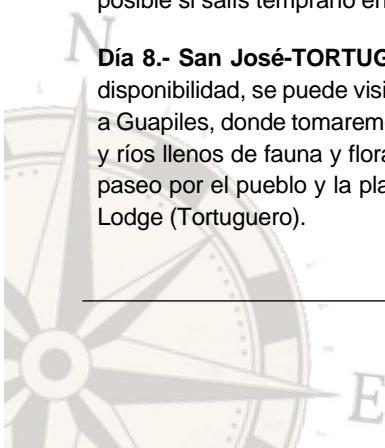 posible si salís temprano en
Día 8.- San José-TORTUG
disponibilidad, se puede visi
a Guapiles, donde tomarem
y ríos llenos de fauna y flora
paseo por el pueblo y la pla
Lodge (Tortuguero).
N
E